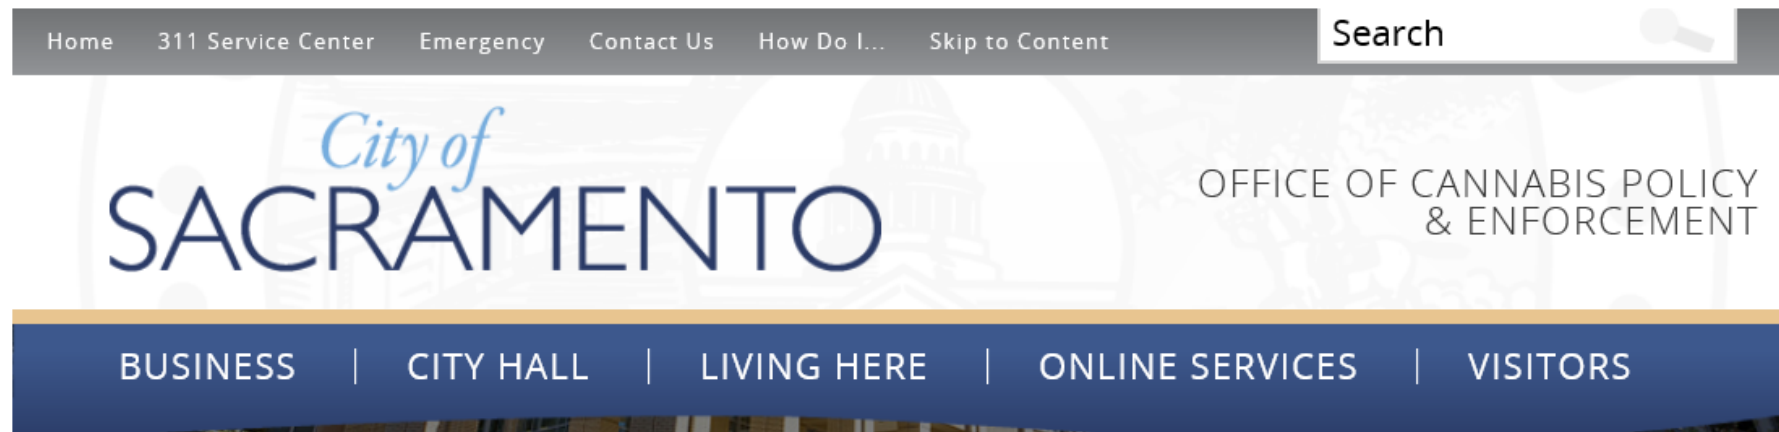 Home 311 Service Center Emergency Contact Us How Do I... Skip to Content Search
City of
SACRAMENTO
OFFICE OF CANNABIS POLICY
& ENFORCEMENT
BUSINESS | CITY HALL | LIVING HERE | ONLINE SERVICES | VISITORS